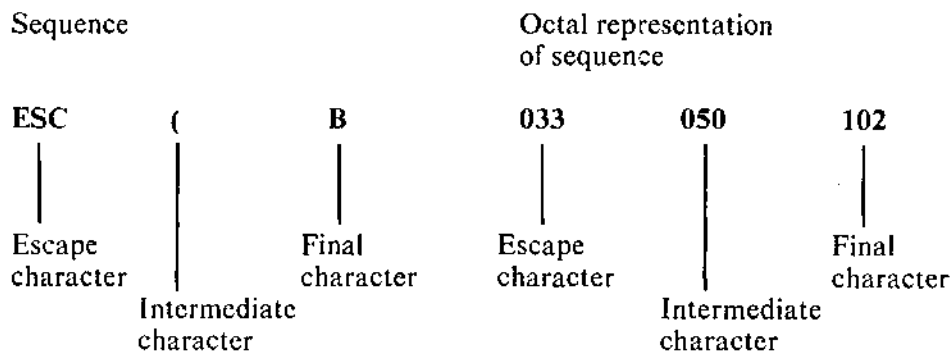 Sequence
Octal representation
of sequence
ESC ( B 033 050 102
Escape
character
Intermediate
character
Final
character
Escape
character
Intermediate
character
Final
character